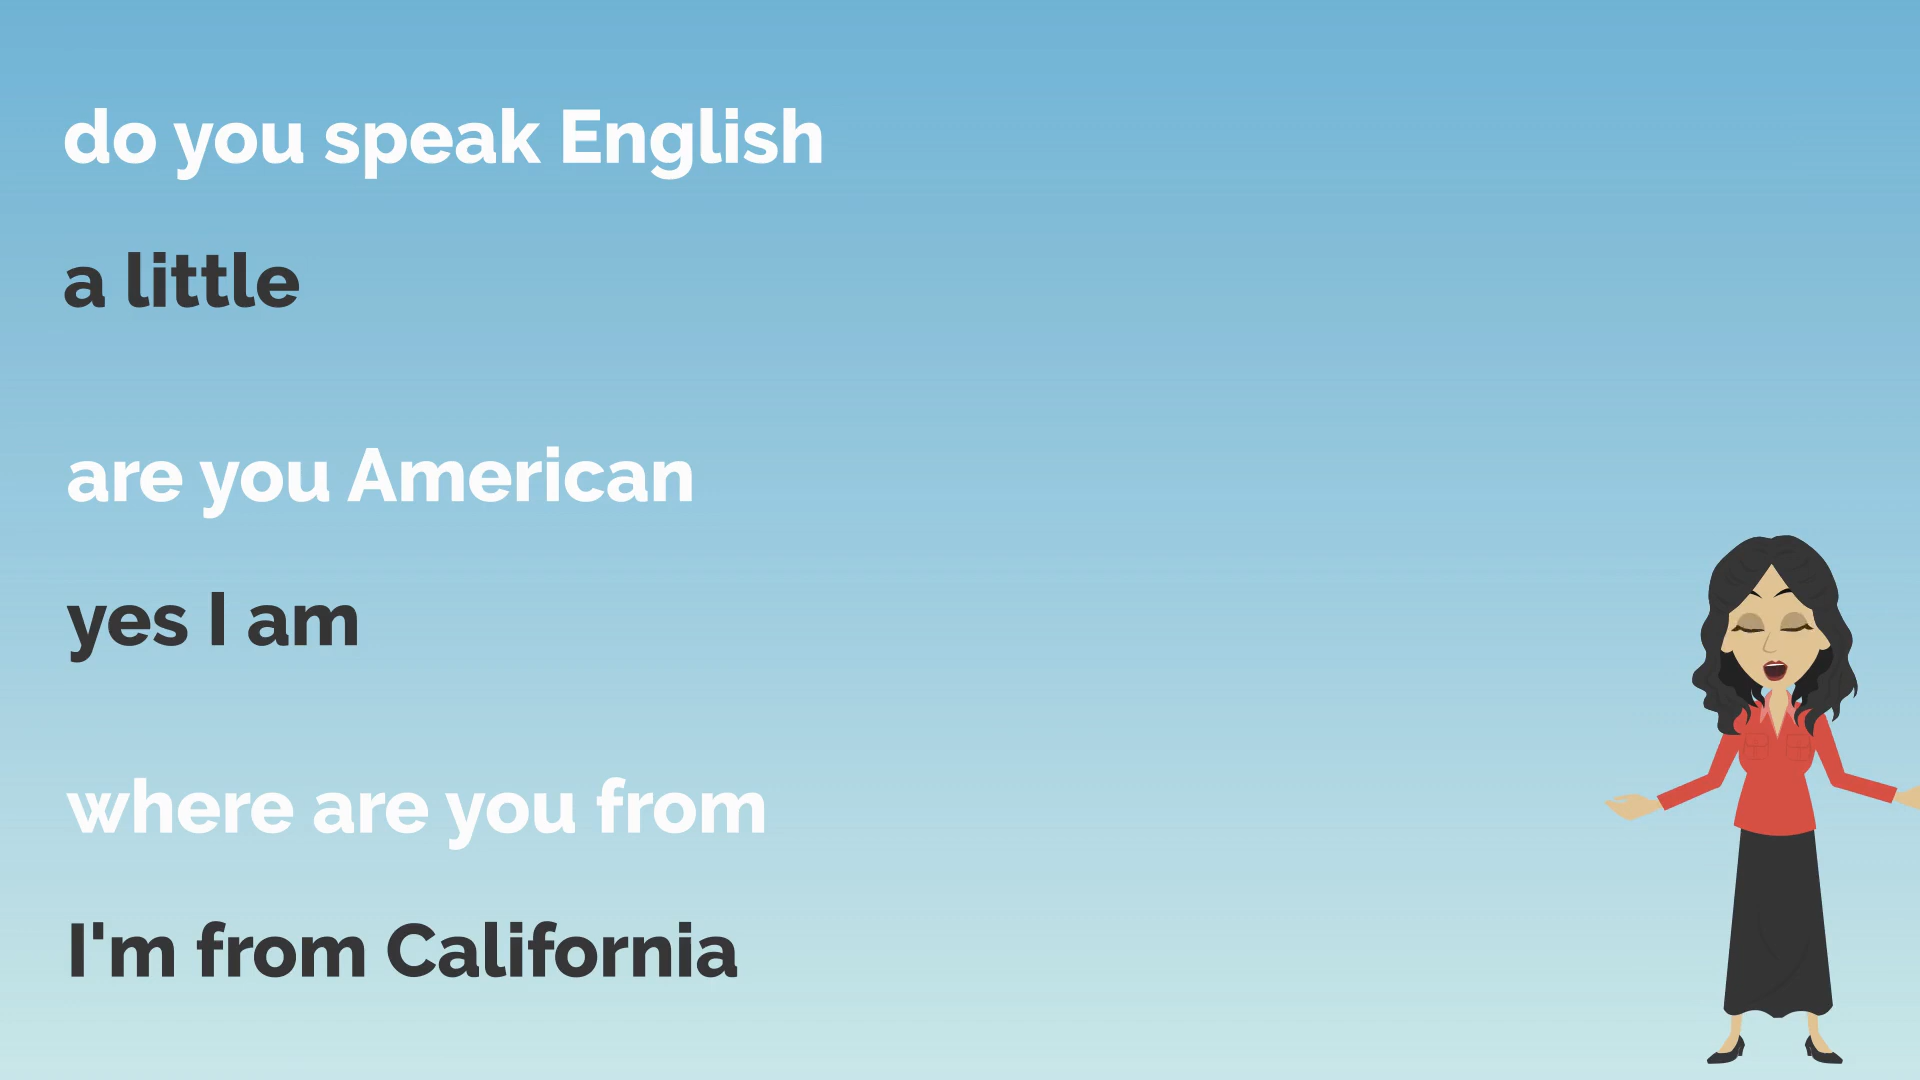 do you speak English
a little
are you American
yes I am
where are you from
I'm from California